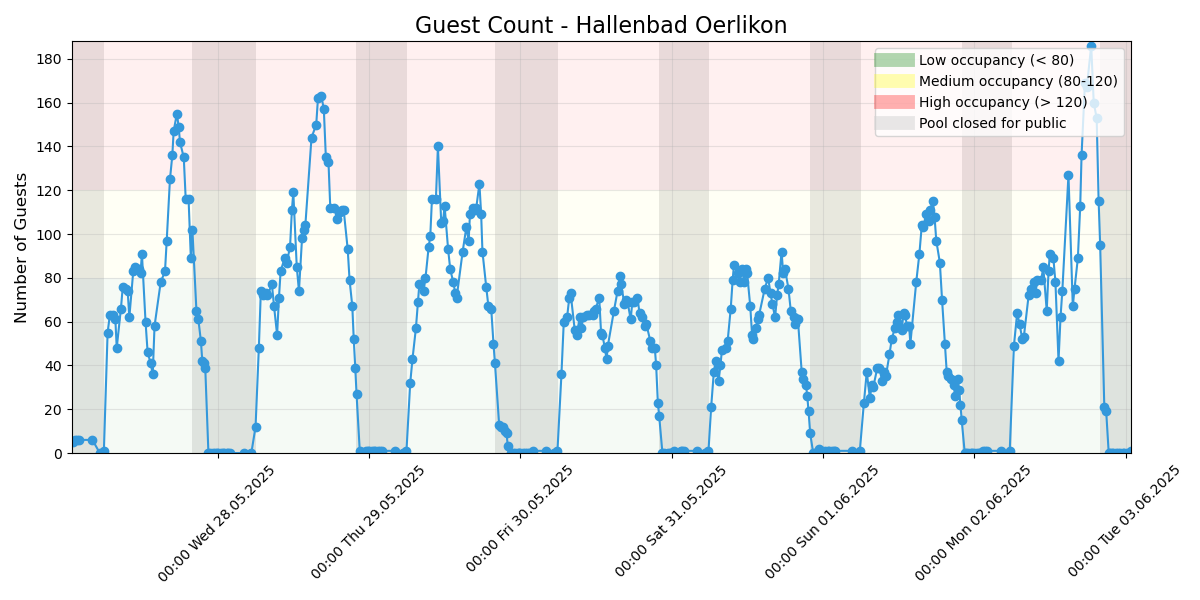 Guest Count - Hallenbad Oerlikon
Number of Guests
180
160
140
120
100
80
60
40
20
0
Low occupancy (< 80)
Medium occupancy (80-120)
High occupancy (> 120)
Pool closed for public
00:00 Wed 28.05.2025
00:00 Thu 29.05.2025
00:00 Fri 30.05.2025
00:00 Sat 31.05.2025
00:00 Sun 01.06.2025
00:00 Mon 02.06.2025
00:00 Tue 03.06.2025